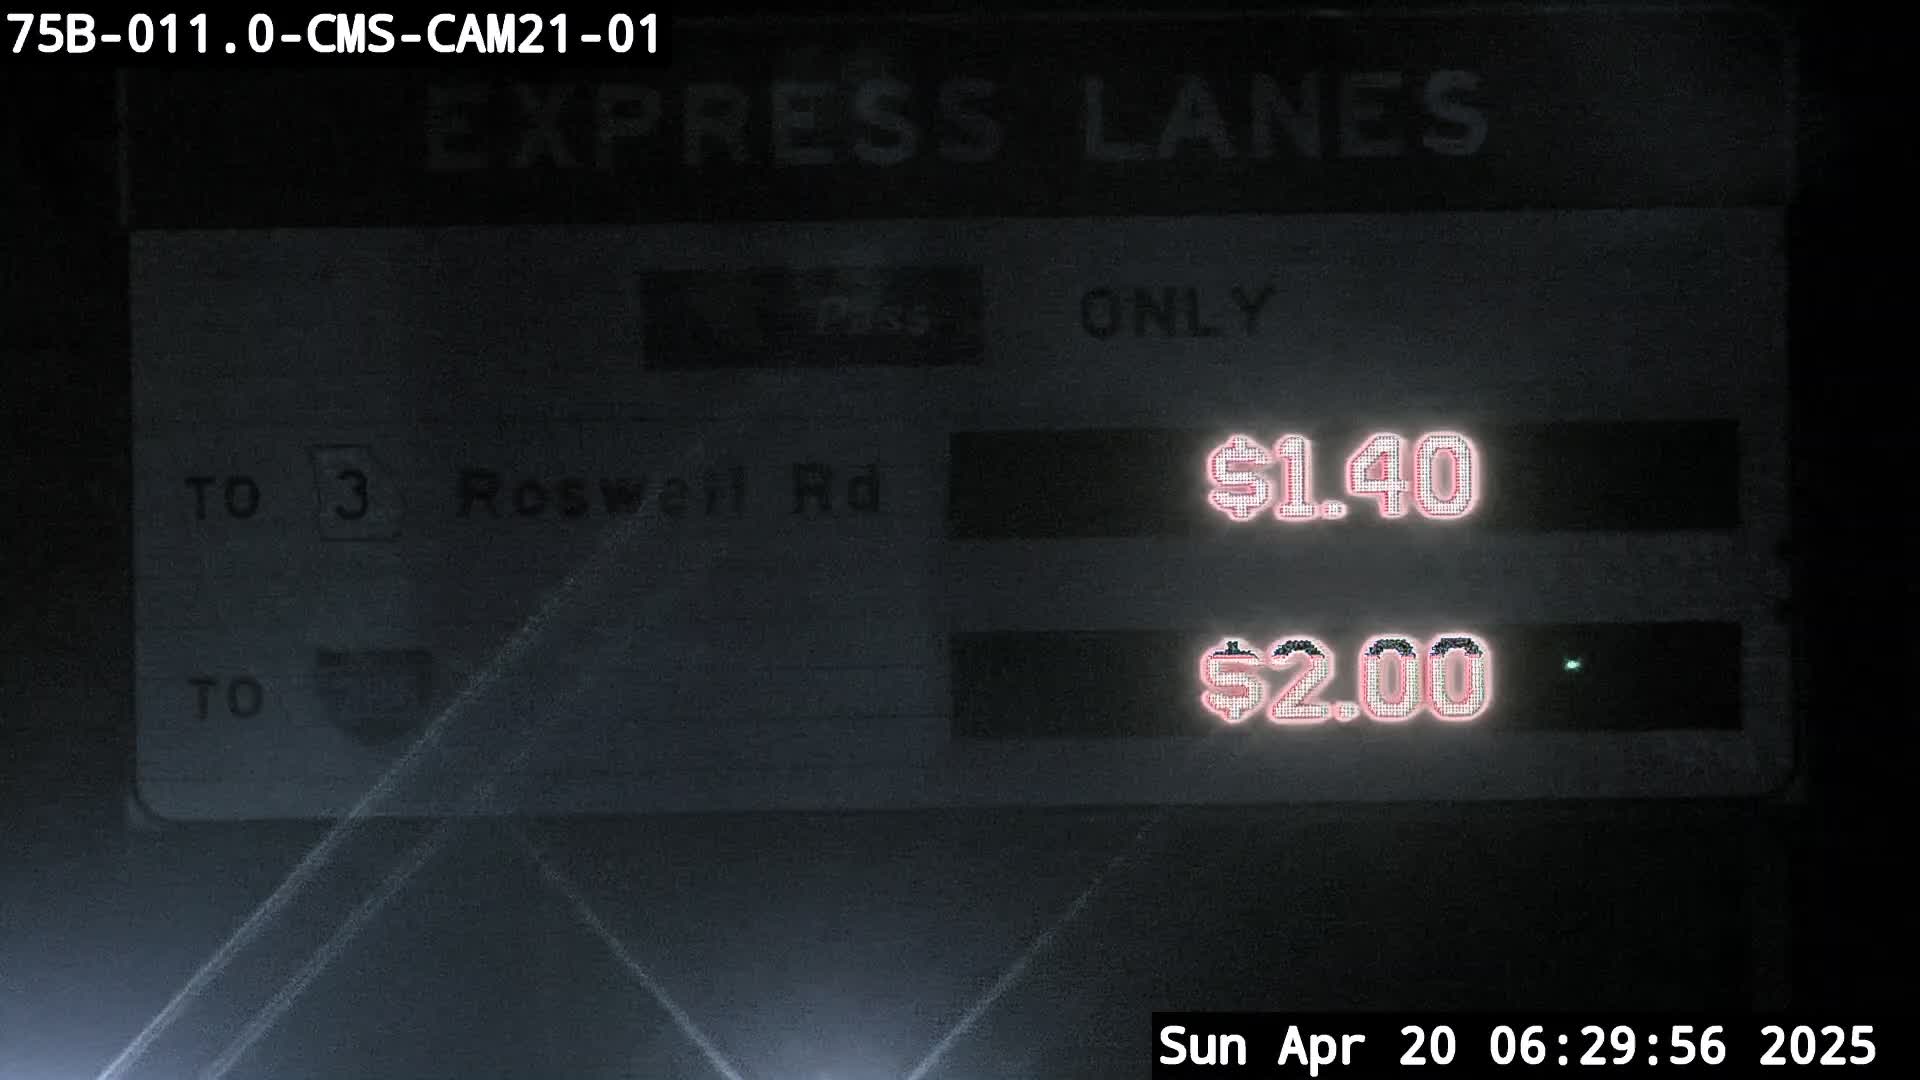 75B-011.0-CMS-CAM21-01
EXPRESS LANES
Pass ONLY
TO 3 Roswell Rd $1.40
TO $2.00
Sun Apr 20 06:29:56 2025